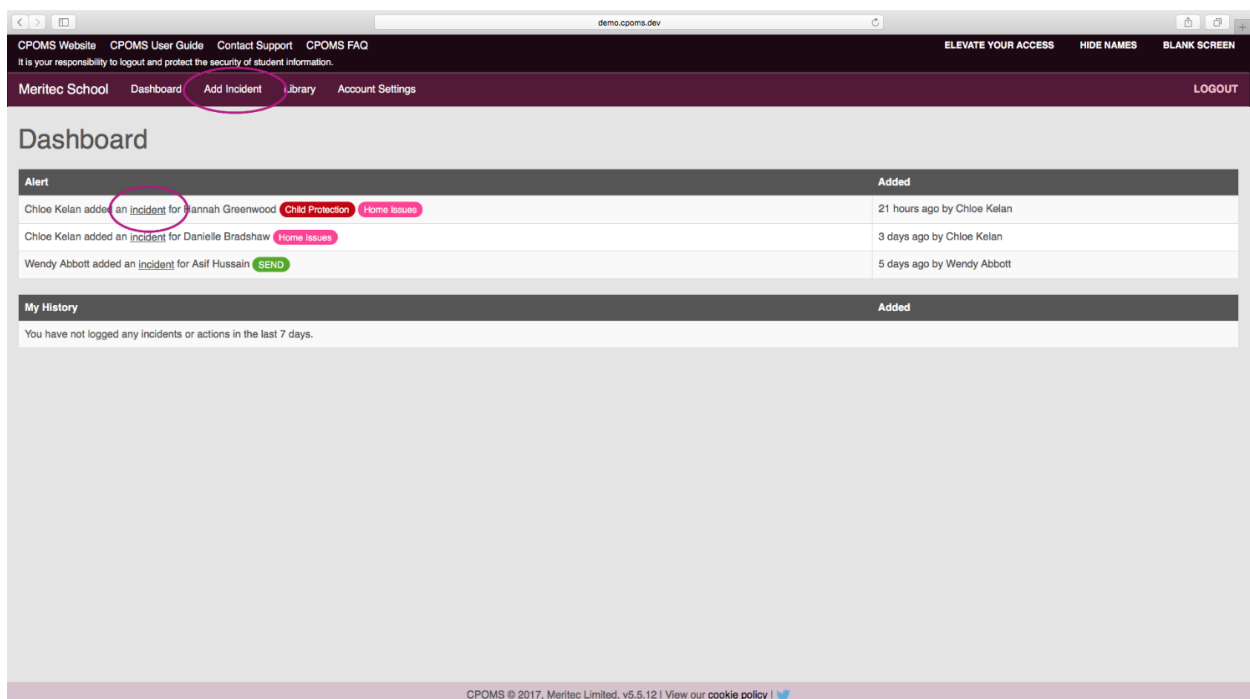 demo.cpoms.dev
CPOMS Website CPOMS User Guide Contact Support CPOMS FAQ ELEVATE YOUR ACCESS HIDE NAMES BLANK SCREEN
It is your responsibility to logout and protect the security of student information.
Meritec School Dashboard Add Incident Library Account Settings LOGOUT
Dashboard
Alert Added
Chloe Kelan added an incident for Hannah Greenwood Child Protection Home Issues 21 hours ago by Chloe Kelan
Chloe Kelan added an incident for Danielle Bradshaw Home Issues 3 days ago by Chloe Kelan
Wendy Abbott added an incident for Asif Hussain SEND 5 days ago by Wendy Abbott
My History Added
You have not logged any incidents or actions in the last 7 days.
CPOMS © 2017, Meritec Limited, v5.5.12 | View our cookie policy |